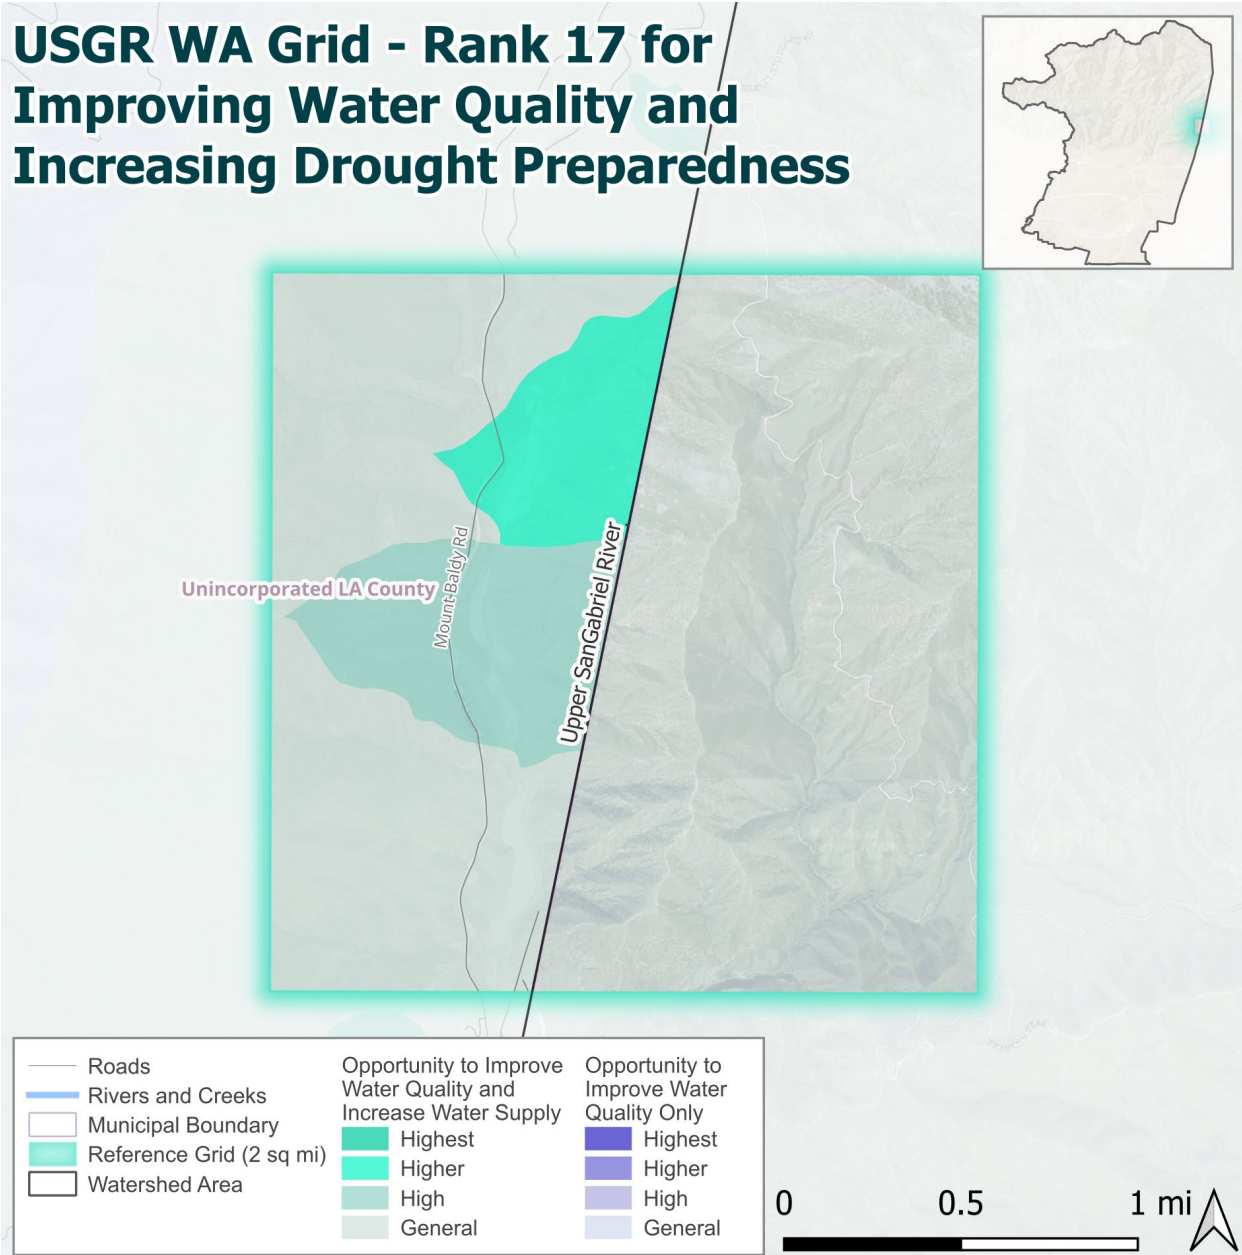 USGR WA Grid - Rank 17 for
Improving Water Quality and
Increasing Drought Preparedness
Unincorporated LA County
Mount Baldy Rd
Upper SanGabriel River
Roads
Rivers and Creeks
Municipal Boundary
Reference Grid (2 sq mi)
Watershed Area
Opportunity to Improve
Water Quality and
Increase Water Supply
Highest
Higher
High
General
Opportunity to
Improve Water
Quality Only
Highest
Higher
High
General
0 0.5 1 mi